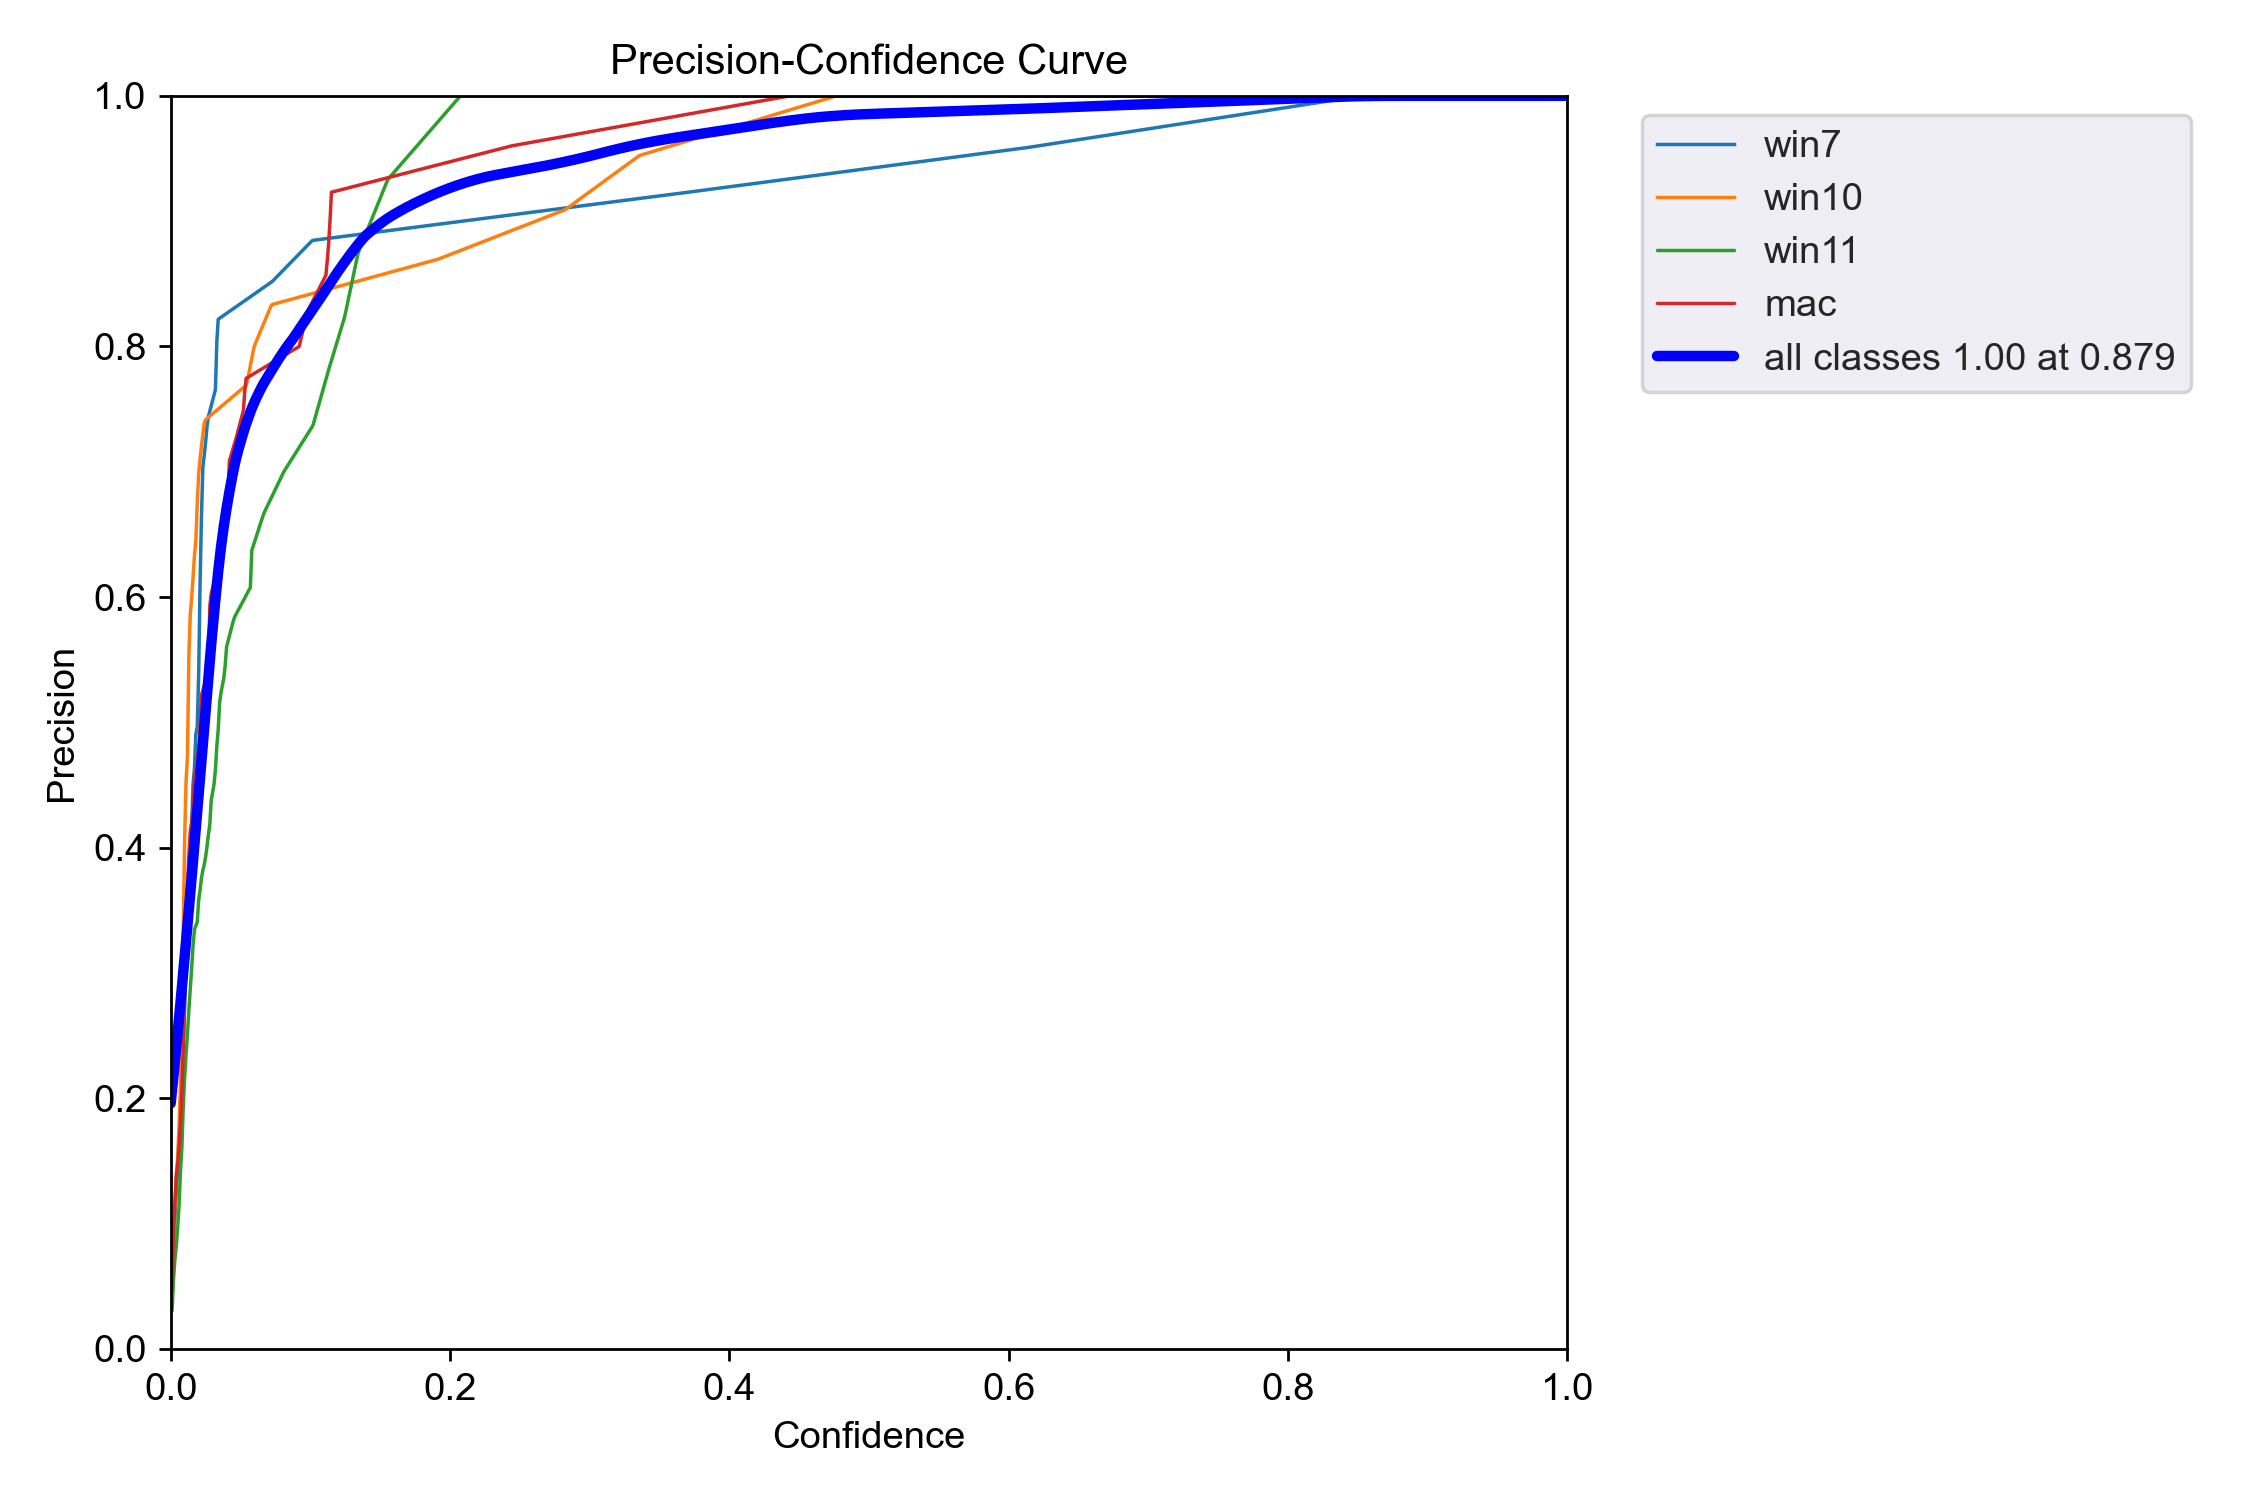 Precision-Confidence Curve
1.0
0.8
0.6
0.4
0.2
0.0
Precision
0.0 0.2 0.4 0.6 0.8 1.0
Confidence
win7
win10
win11
mac
all classes 1.00 at 0.879